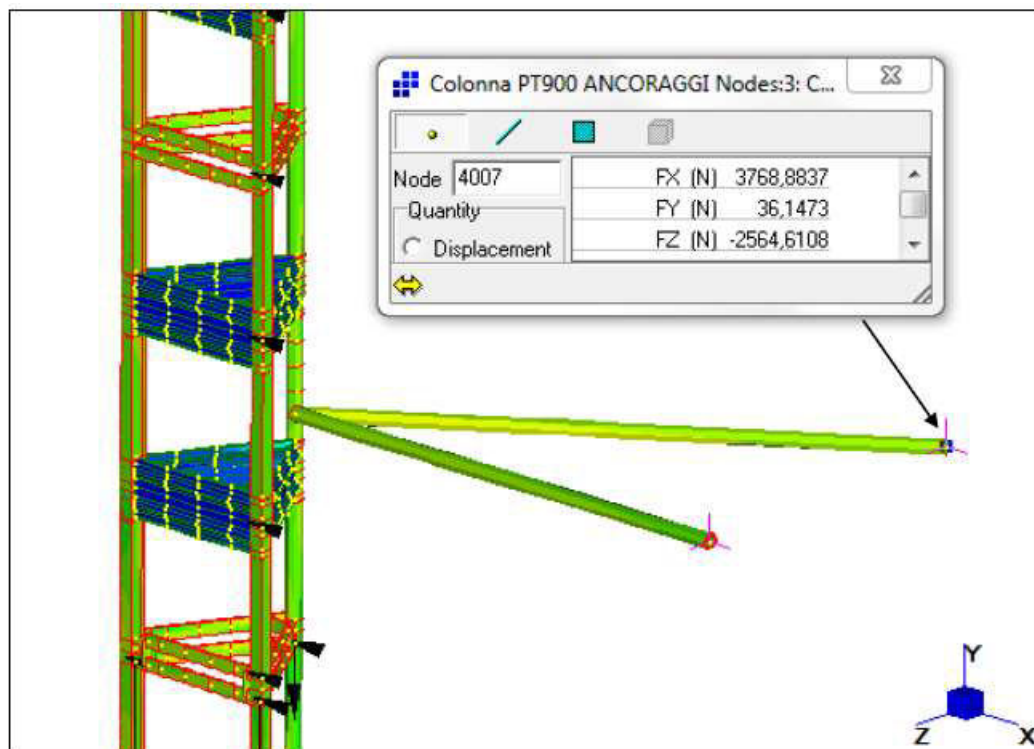 Colonna PT900 ANCORAGGI Nodes:3: C...
Node 4007
Quantity
Displacement
FX (N) 3768,8837
FY (N) 36,1473
FZ (N) -2564,6108
Y
Z
X